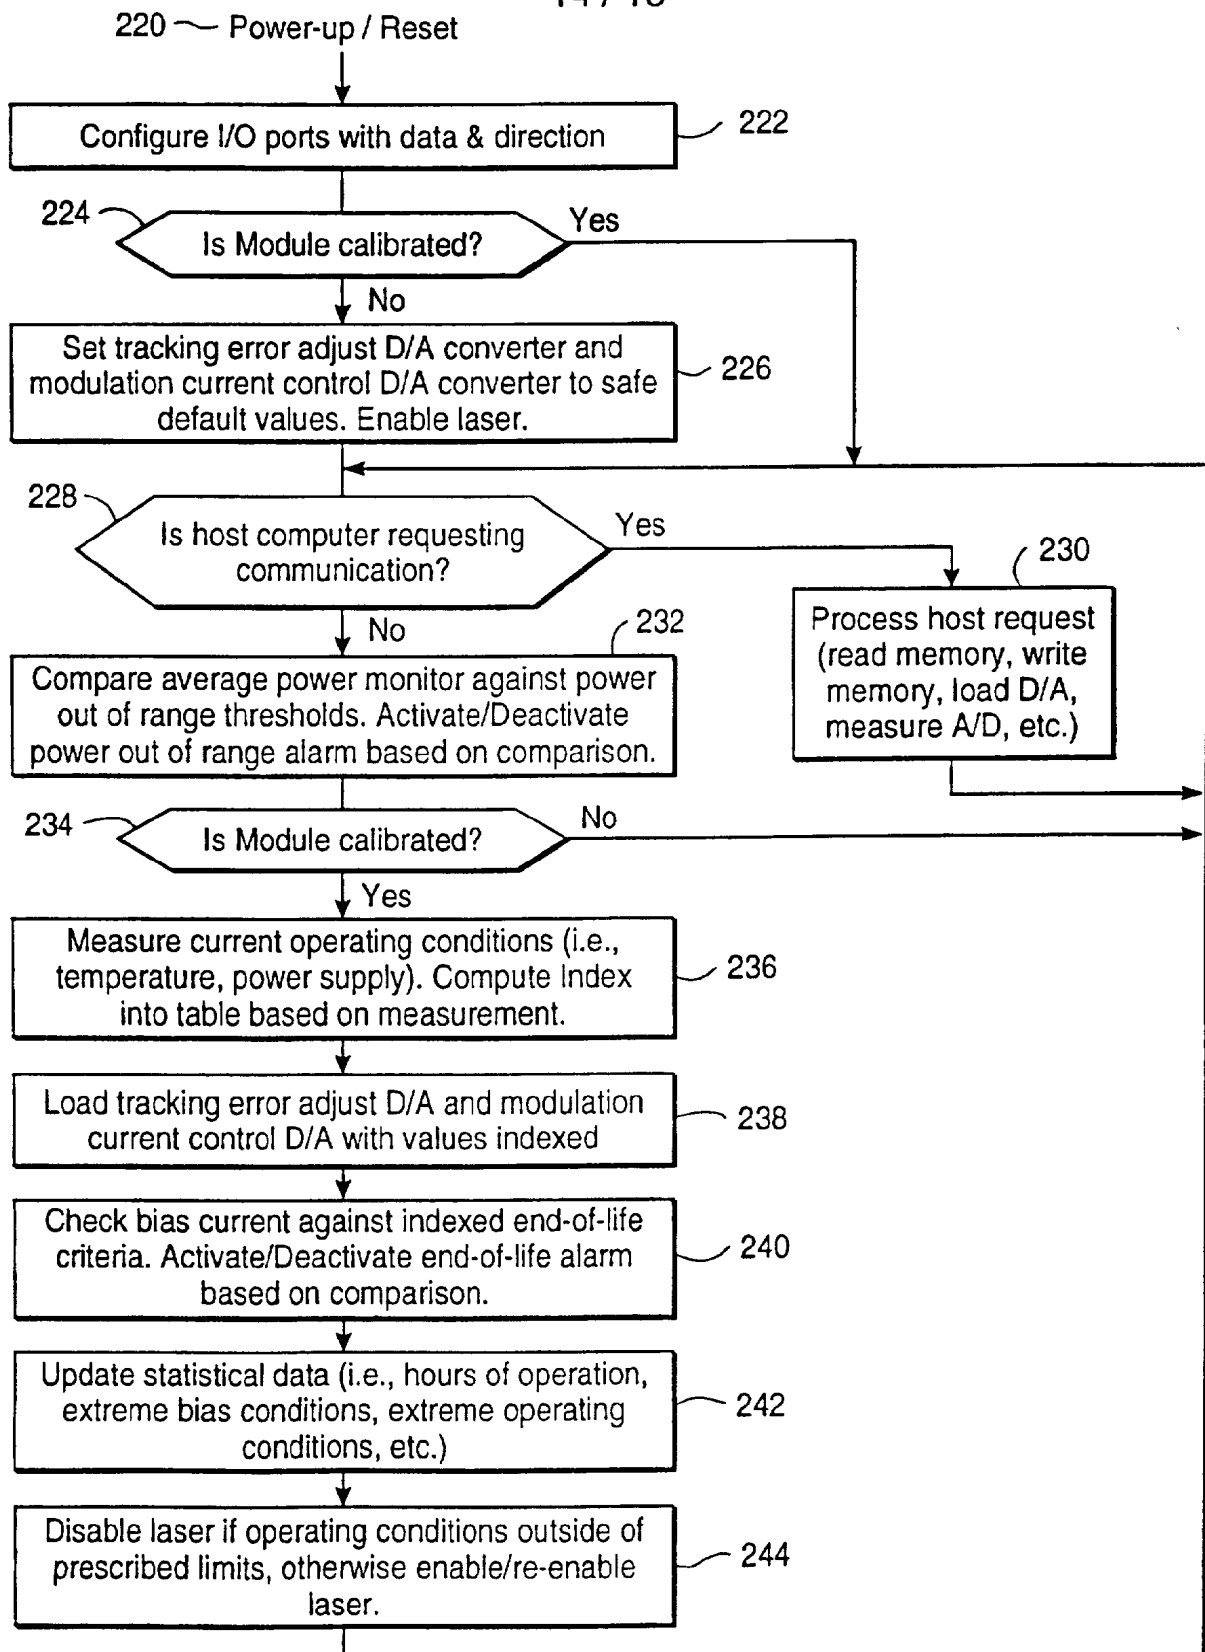 220 Power-up / Reset
Configure I/O ports with data & direction
222
224
Is Module calibrated?
Yes
No
Set tracking error adjust D/A converter and
modulation current control D/A converter to safe
default values. Enable laser.
226
228
Is host computer requesting
communication?
Yes
No
230
Process host request
(read memory, write
memory, load D/A,
measure A/D, etc.)
232
Compare average power monitor against power
out of range thresholds. Activate/Deactivate
power out of range alarm based on comparison.
234
Is Module calibrated?
No
Yes
Measure current operating conditions (i.e.,
temperature, power supply). Compute Index
into table based on measurement.
236
Load tracking error adjust D/A and modulation
current control D/A with values indexed
238
Check bias current against indexed end-of-life
criteria. Activate/Deactivate end-of-life alarm
based on comparison.
240
Update statistical data (i.e., hours of operation,
extreme bias conditions, extreme operating
conditions, etc.)
242
Disable laser if operating conditions outside of
prescribed limits, otherwise enable/re-enable
laser.
244